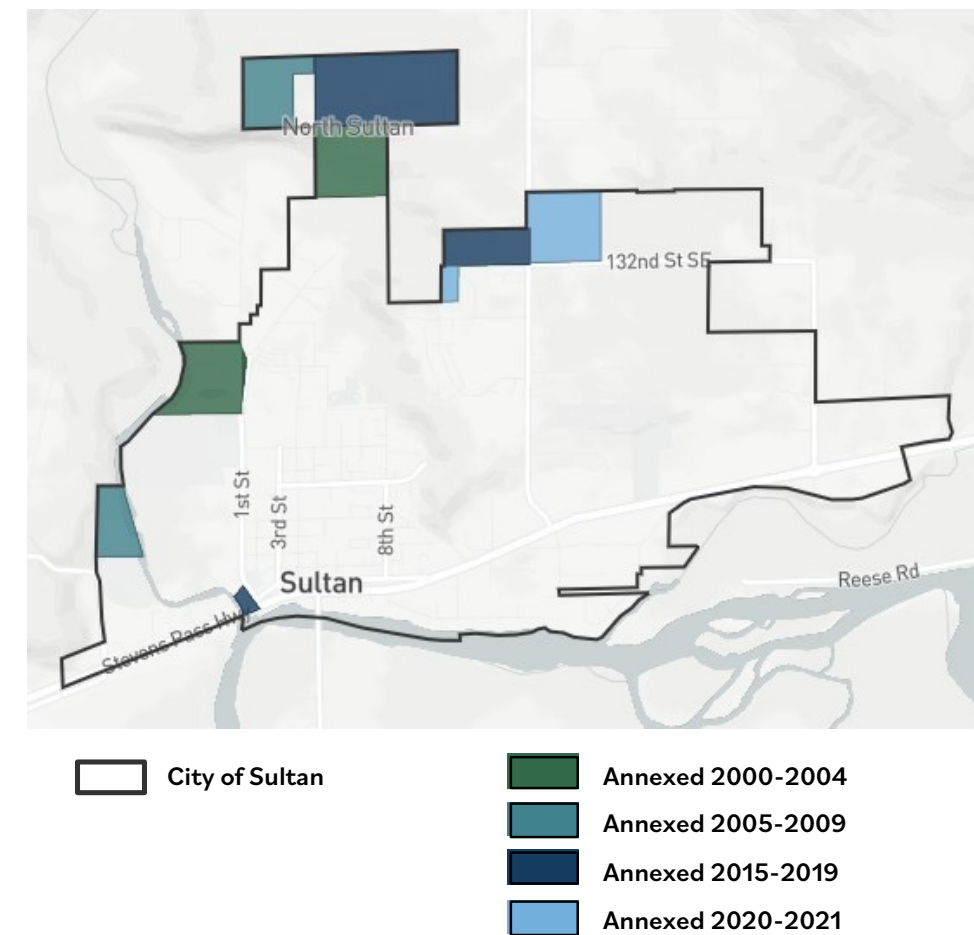 North Sultan
132nd St SE
1st St
3rd St
8th St
Sultan
Reese Rd
Stevens Pass Hwy
City of Sultan
Annexed 2000-2004
Annexed 2005-2009
Annexed 2015-2019
Annexed 2020-2021